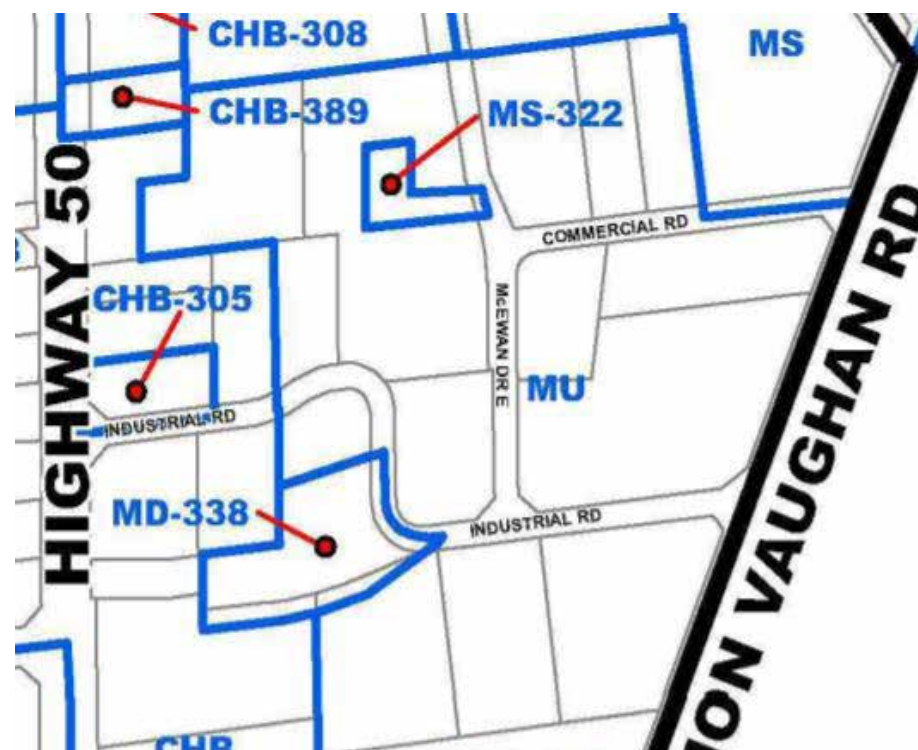 CHB-308
MS
CHB-389
MS-322
HIGHWAY 50
COMMERCIAL RD
CHB-305
McEWAN DR E
MU
INDUSTRIAL RD
MD-338
INDUSTRIAL RD
ION VAUGHAN RD
CHB